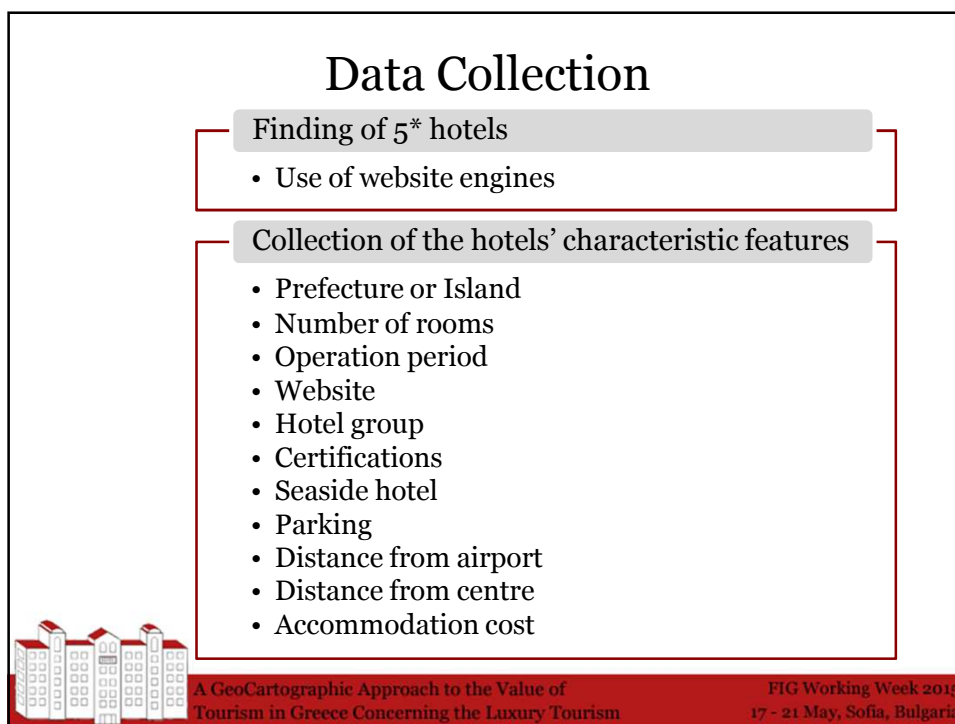 Data Collection
Finding of 5* hotels
• Use of website engines
Collection of the hotels’ characteristic features
• Prefecture or Island
• Number of rooms
• Operation period
• Website
• Hotel group
• Certifications
• Seaside hotel
• Parking
• Distance from airport
• Distance from centre
• Accommodation cost
A GeoCartographic Approach to the Value of
Tourism in Greece Concerning the Luxury Tourism
FIG Working Week 2015
17 - 21 May, Sofia, Bulgaria